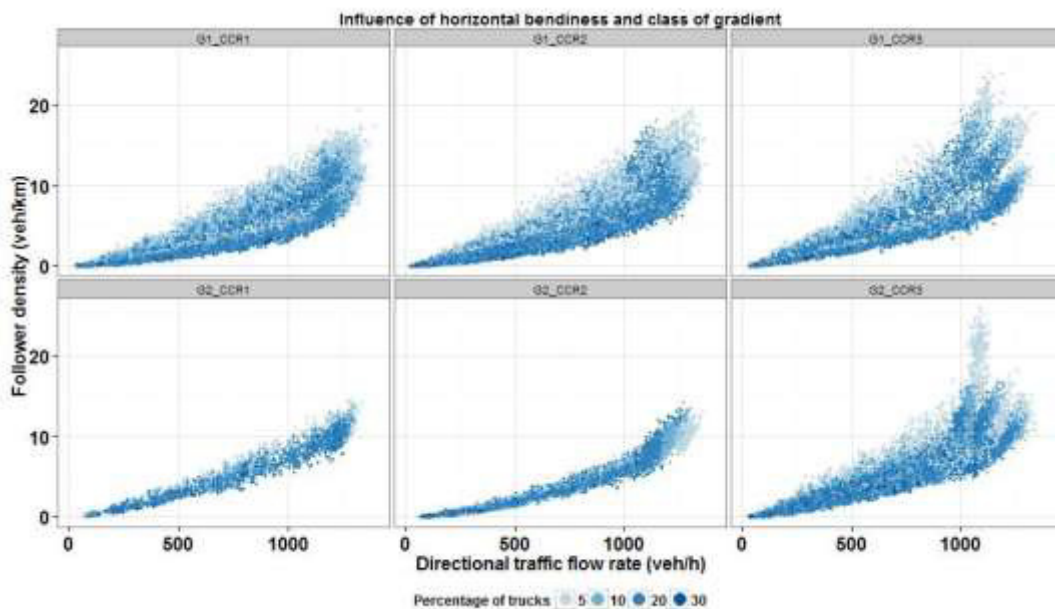 Influence of horizontal bendiness and class of gradient
G1_CCR1 G1_CCR2 G1_CCR3
20
10
0
G2_CCR1 G2_CCR2 G2_CCR3
20
10
0
Follower density (veh/km)
0 500 1000 0 500 1000 0 500 1000
Directional traffic flow rate (veh/h)
Percentage of trucks 5 10 20 30